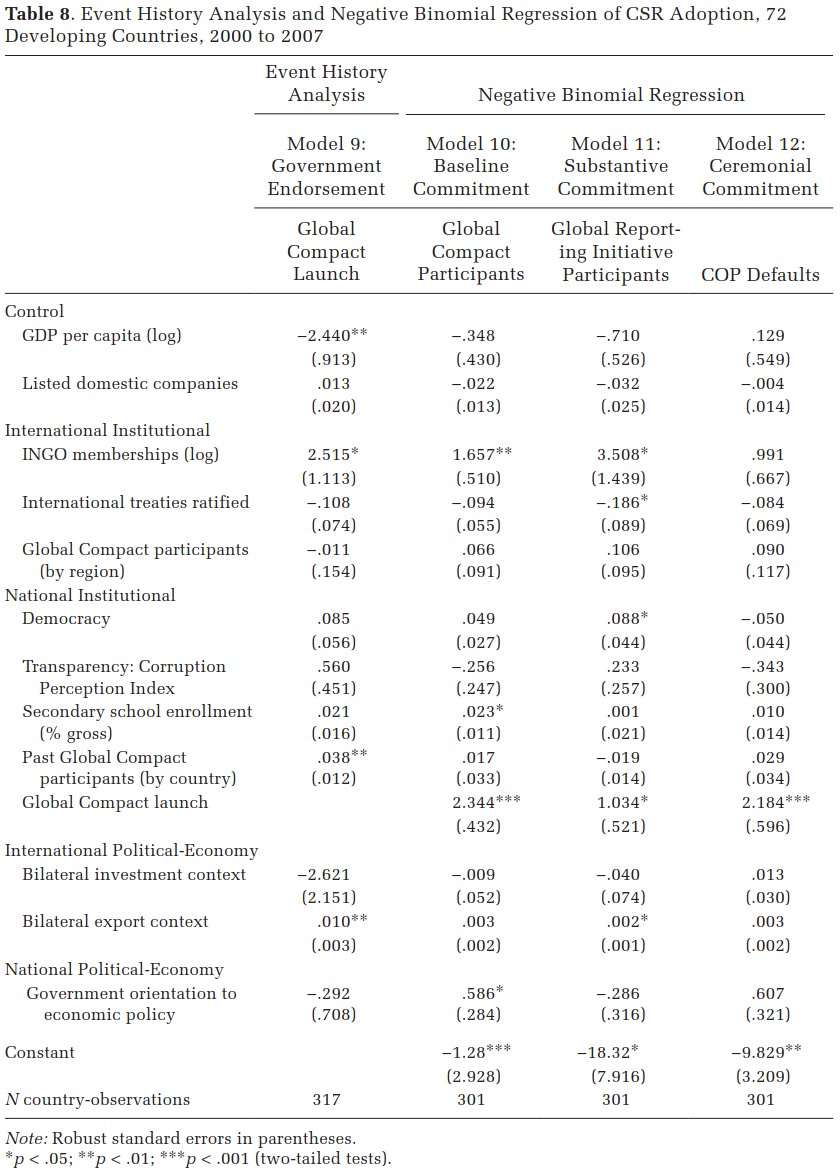 Table 8. Event History Analysis and Negative Binomial Regression of CSR Adoption, 72
Developing Countries, 2000 to 2007
Event History
Analysis
Negative Binomial Regression
Model 9:
Government
Endorsement
Model 10:
Baseline
Commitment
Model 11:
Substantive
Commitment
Model 12:
Ceremonial
Commitment
Global
Compact
Launch
Global
Compact
Participants
Global Report-
ing Initiative
Participants
COP Defaults
Control
GDP per capita (log) −2.440** −.348 −.710 .129
(.913) (.430) (.526) (.549)
Listed domestic companies .013 −.022 −.032 −.004
(.020) (.013) (.025) (.014)
International Institutional
INGO memberships (log) 2.515* 1.657** 3.508* .991
(1.113) (.510) (1.439) (.667)
International treaties ratified −.108 −.094 −.186* −.084
(.074) (.055) (.089) (.069)
Global Compact participants −.011 .066 .106 .090
(by region) (.154) (.091) (.095) (.117)
National Institutional
Democracy .085 .049 .088* −.050
(.056) (.027) (.044) (.044)
Transparency: Corruption .560 −.256 .233 −.343
Perception Index (.451) (.247) (.257) (.300)
Secondary school enrollment .021 .023* .001 .010
(% gross) (.016) (.011) (.021) (.014)
Past Global Compact .038** .017 −.019 .029
participants (by country) (.012) (.033) (.014) (.034)
Global Compact launch 2.344*** 1.034* 2.184***
(.432) (.521) (.596)
International Political-Economy
Bilateral investment context −2.621 −.009 −.040 .013
(2.151) (.052) (.074) (.030)
Bilateral export context .010** .003 .002* .003
(.003) (.002) (.001) (.002)
National Political-Economy
Government orientation to −.292 .586* −.286 .607
economic policy (.708) (.284) (.316) (.321)
Constant −1.28*** −18.32* −9.829**
(2.928) (7.916) (3.209)
N country-observations 317 301 301 301
Note: Robust standard errors in parentheses.
*p < .05; **p < .01; ***p < .001 (two-tailed tests).